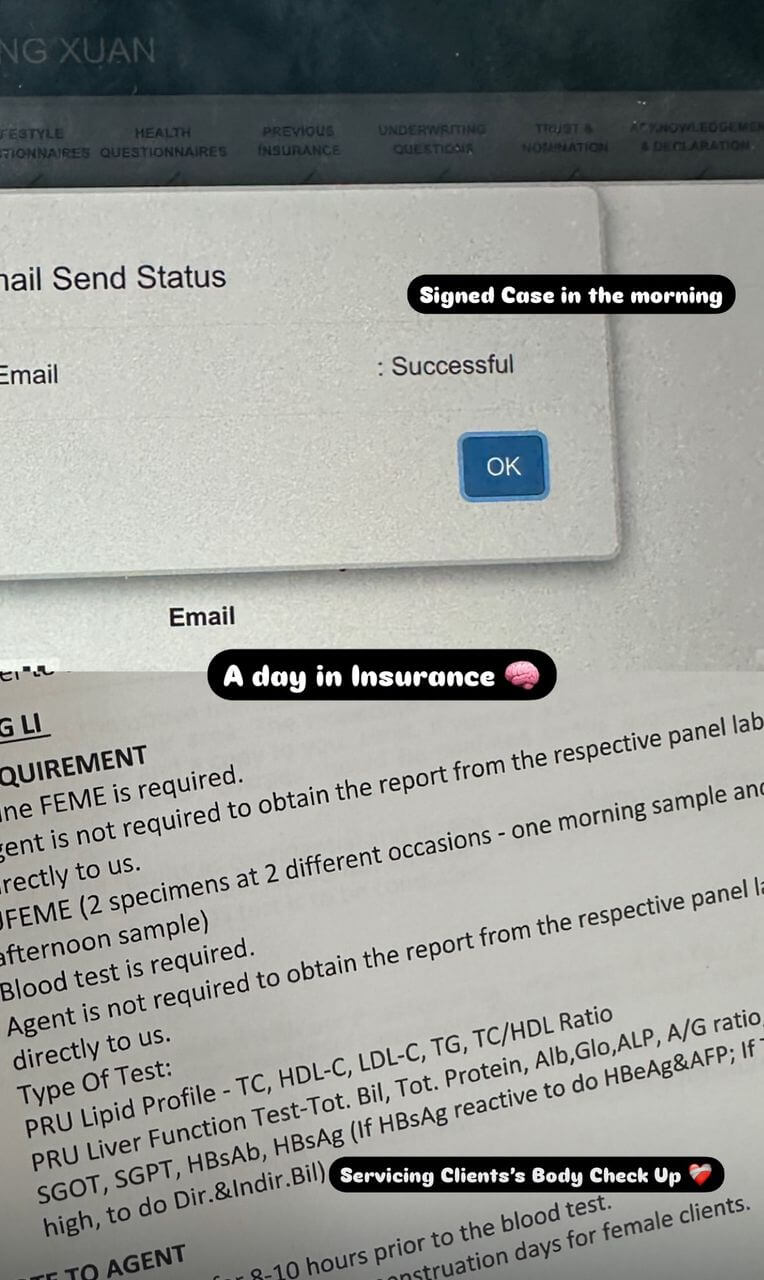 NG XUAN
FESTYLE HEALTH PREVIOUS UNDERWRITING TRUST & ACKNOWLEDGEMEN
TIONNAIRES QUESTIONNAIRES INSURANCE QUESTIONS NOMINATION & DECLARATION
ail Send Status
Signed Case in the morning
Email : Successful
OK
Email
A day in Insurance 🧠
G LI
QUIREMENT
ine FEME is required.
gent is not required to obtain the report from the respective panel lab
rectly to us.
UFEME (2 specimens at 2 different occasions - one morning sample and
afternoon sample)
Blood test is required.
Agent is not required to obtain the report from the respective panel la
directly to us.
Type Of Test:
PRU Lipid Profile - TC, HDL-C, LDL-C, TG, TC/HDL Ratio
PRU Liver Function Test-Tot. Bil, Tot. Protein, Alb,Glo,ALP, A/G ratio,
SGOT, SGPT, HBsAb, HBsAg (If HBsAg reactive to do HBeAg&AFP; If
high, to do Dir.&Indir.Bil)
Servicing Clients's Body Check Up ❤️‍🩹
TE TO AGENT
8-10 hours prior to the blood test.
nstruation days for female clients.